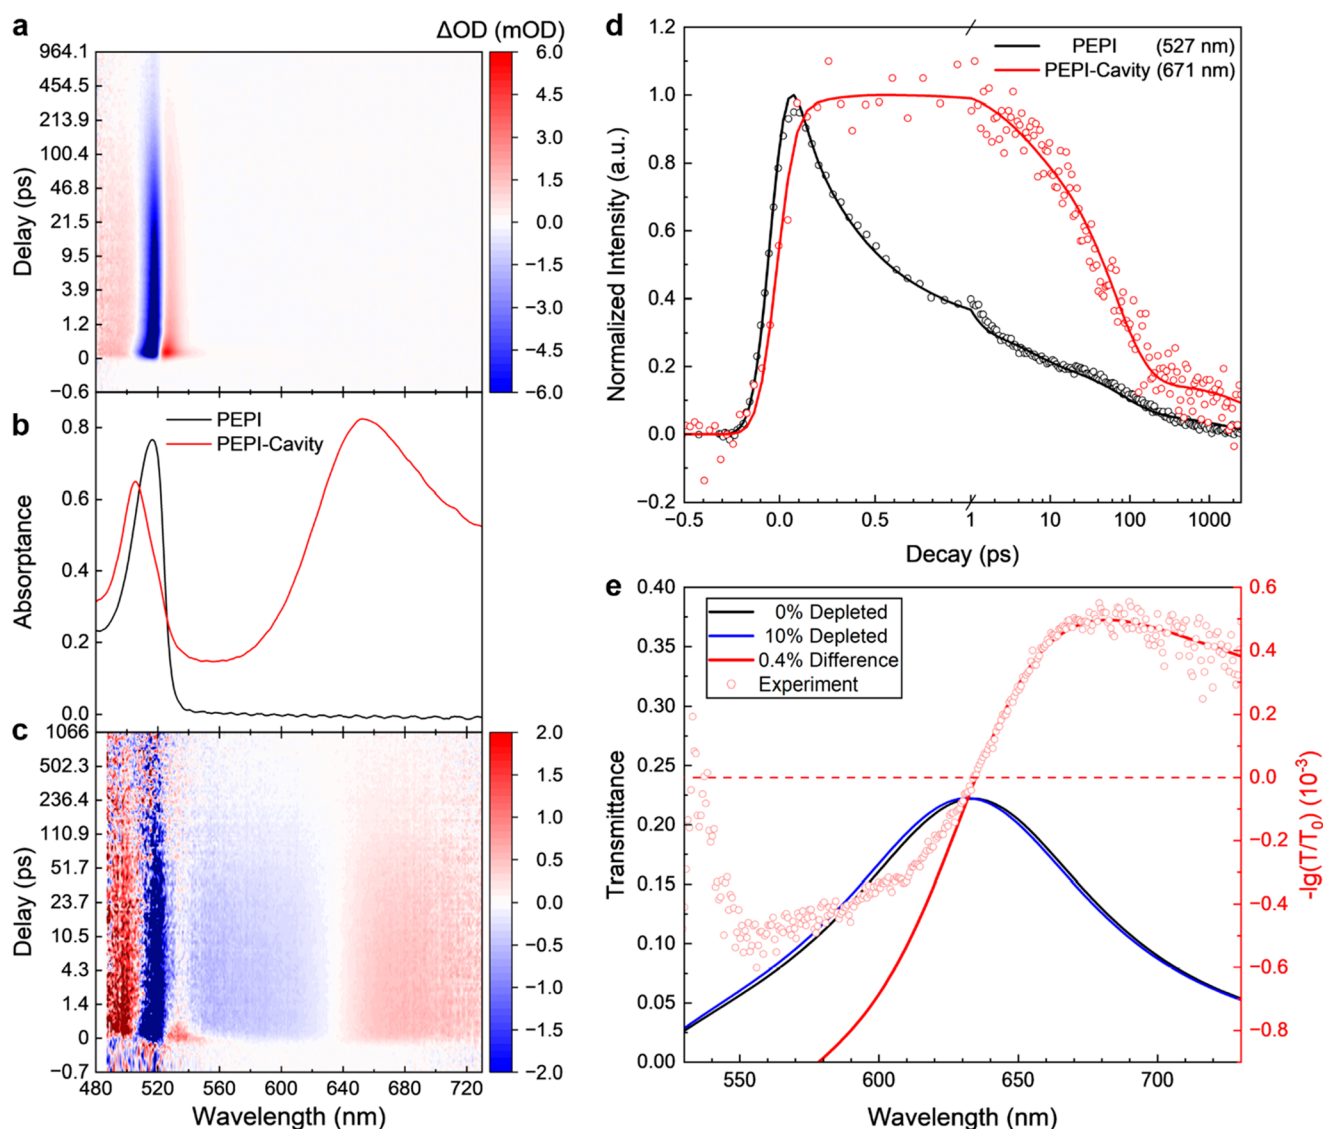 a
ΔOD (mOD)
964.1
454.5
213.9
100.4
46.8
21.5
9.5
3.9
1.2
0
−0.6
Delay (ps)
6.0
4.5
3.0
1.5
0.0
−1.5
−3.0
−4.5
−6.0
b
PEPI
PEPI-Cavity
0.8
0.6
0.4
0.2
0.0
Absorptance
c
1066
502.3
236.4
110.9
51.7
23.7
10.5
4.3
1.4
0
−0.7
Delay (ps)
2.0
1.5
1.0
0.5
0.0
−0.5
−1.0
−1.5
−2.0
480 520 560 600 640 680 720
Wavelength (nm)
d
PEPI (527 nm)
PEPI-Cavity (671 nm)
1.2
1.0
0.8
0.6
0.4
0.2
0.0
−0.2
Normalized Intensity (a.u.)
−0.5 0.0 0.5 1 10 100 1000
Decay (ps)
e
0% Depleted
10% Depleted
0.4% Difference
Experiment
0.40
0.35
0.30
0.25
0.20
0.15
0.10
0.05
0.00
Transmittance
0.6
0.4
0.2
0.0
−0.2
−0.4
−0.6
−0.8
-lg(T/T₀) (10⁻³)
550 600 650 700
Wavelength (nm)